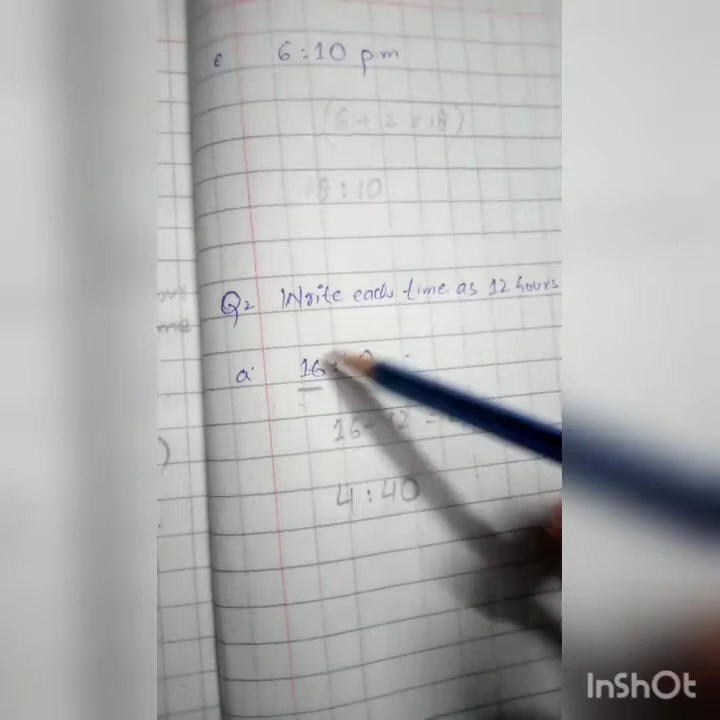 e 6:10 pm
(6+12=18)
18:10
Q2 Write each time as 12 hours
a. 16:
16-12 =
4:40
InShOt